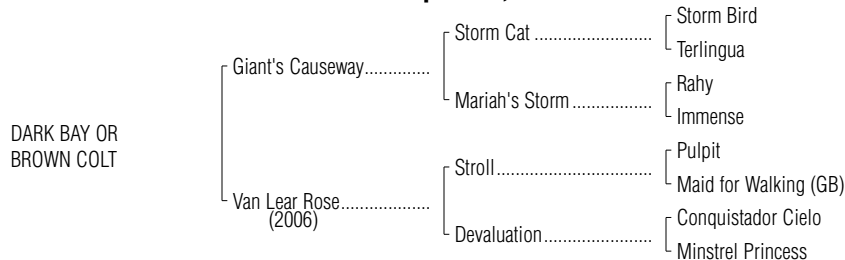 Storm Bird
Storm Cat ..........................
Terlingua
Giant's Causeway..............
Rahy
Mariah's Storm ..................
Immense
DARK BAY OR
BROWN COLT
Pulpit
Stroll..................................
Maid for Walking (GB)
Van Lear Rose....................
(2006)
Conquistador Cielo
Devaluation........................
Minstrel Princess